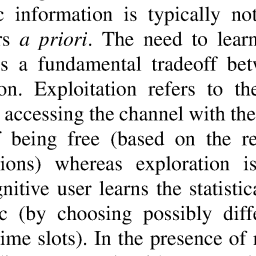 c information is typically not
rs a priori. The need to learn
s a fundamental tradeoff betw
on. Exploitation refers to the
accessing the channel with the
f being free (based on the re
ions) whereas exploration is
gnitive user learns the statistica
c (by choosing possibly diffe
ime slots). In the presence of